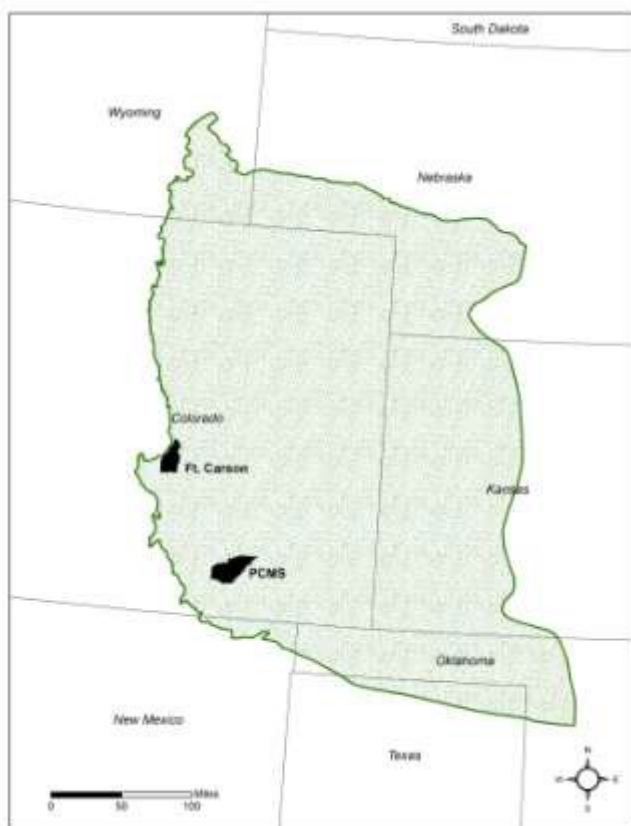 South Dakota
Wyoming
Nebraska
Colorado
Ft. Carson
Kansas
PCMS
Oklahoma
New Mexico
Texas
Miles
0 50 100
N
W E
S